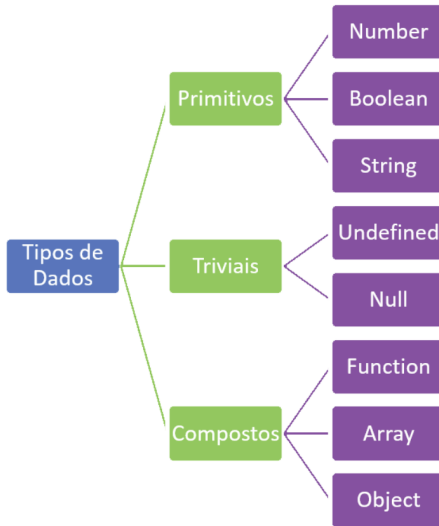 Tipos de
Dados
Primitivos
Number
Boolean
String
Triviais
Undefined
Null
Compostos
Function
Array
Object